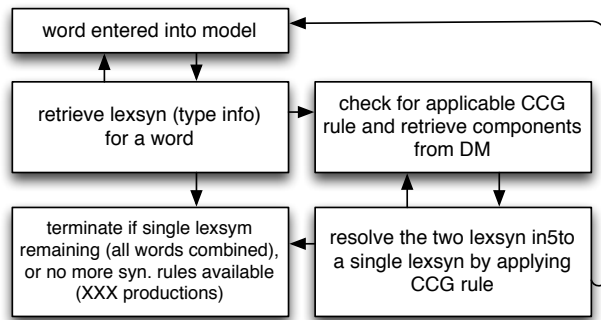 word entered into model
retrieve lexsyn (type info)
for a word
check for applicable CCG
rule and retrieve components
from DM
terminate if single lexsym
remaining (all words combined),
or no more syn. rules available
(XXX productions)
resolve the two lexsyn in5to
a single lexsyn by applying
CCG rule